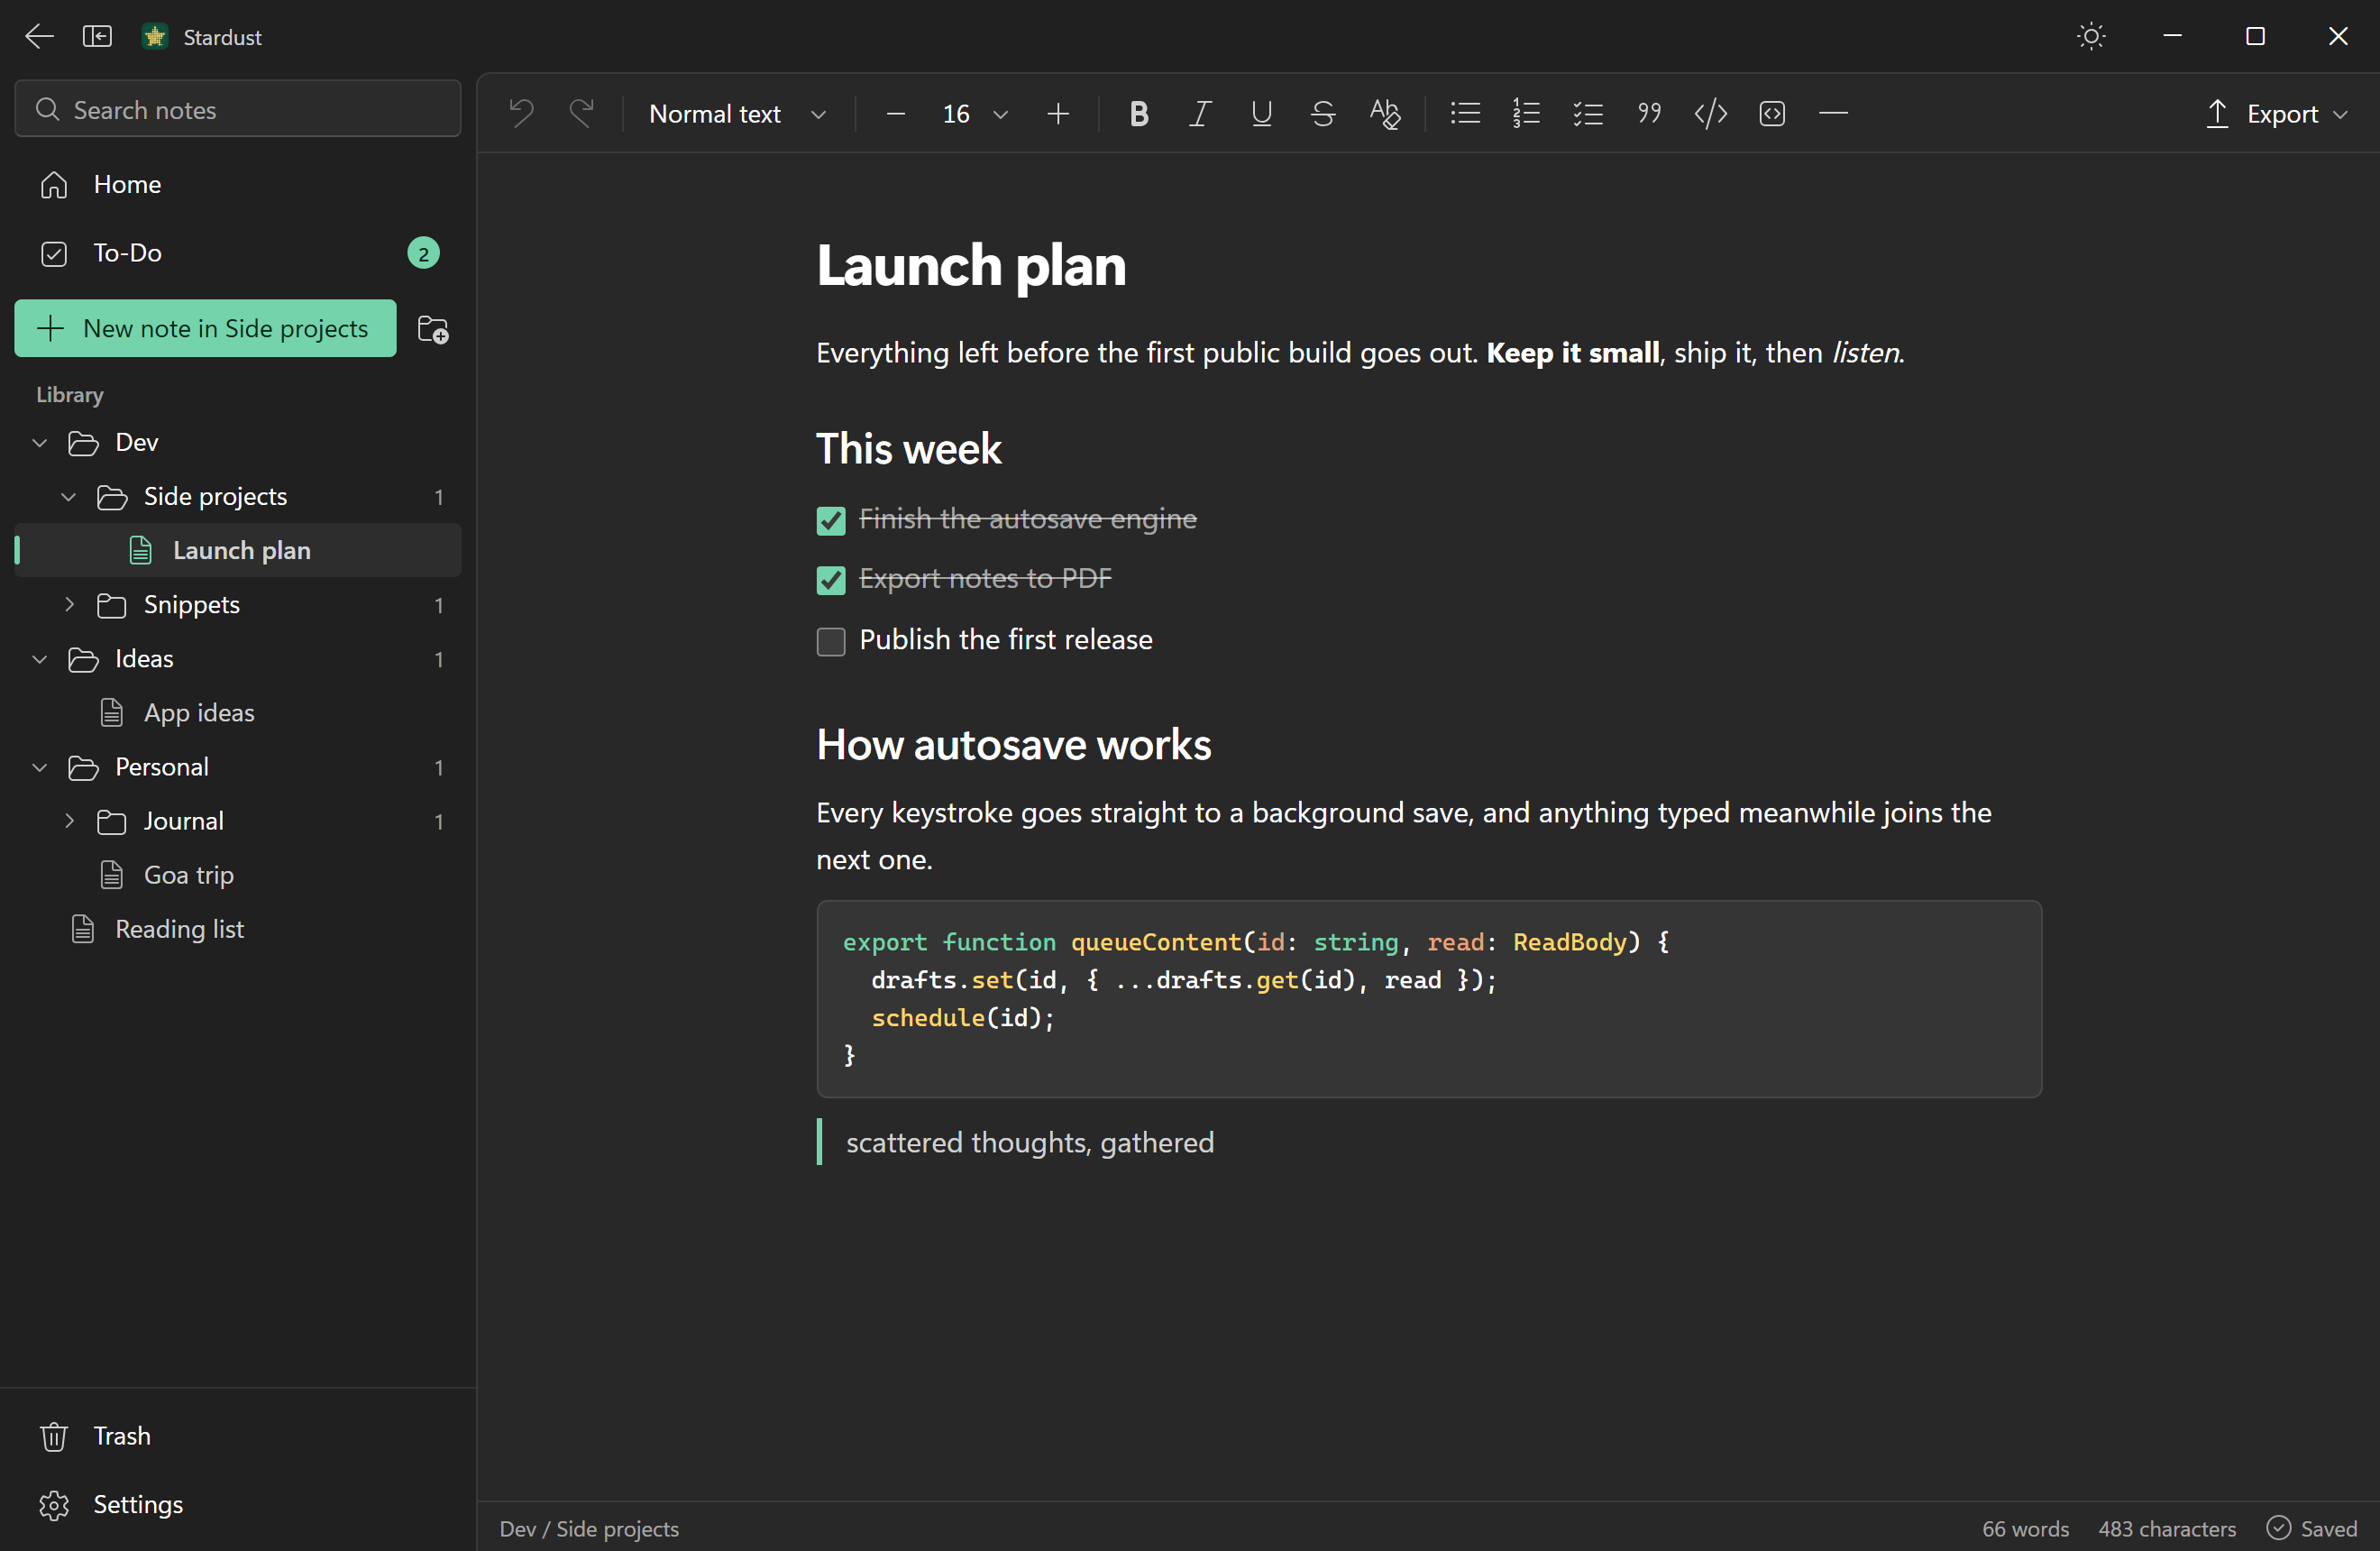 Stardust
Search notes
Home
To-Do 2
New note in Side projects
Library
Dev
Side projects 1
Launch plan
Snippets 1
Ideas 1
App ideas
Personal 1
Journal 1
Goa trip
Reading list
Trash
Settings
Normal text 16 Export
Launch plan
Everything left before the first public build goes out. Keep it small, ship it, then listen.
This week
Finish the autosave engine
Export notes to PDF
Publish the first release
How autosave works
Every keystroke goes straight to a background save, and anything typed meanwhile joins the
next one.
export function queueContent(id: string, read: ReadBody) {
  drafts.set(id, { ...drafts.get(id), read });
  schedule(id);
}
scattered thoughts, gathered
Dev / Side projects 66 words 483 characters Saved